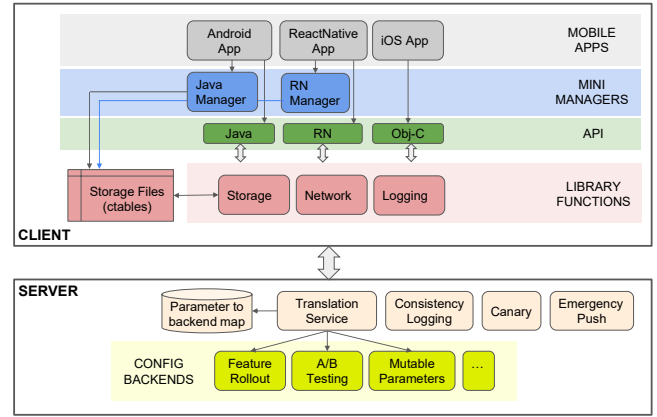 Android
App
ReactNative
App
iOS App
MOBILE
APPS
Java
Manager
RN
Manager
MINI
MANAGERS
Java
RN
Obj-C
API
Storage Files
(ctables)
Storage
Network
Logging
LIBRARY
FUNCTIONS
CLIENT
SERVER
Parameter to
backend map
Translation
Service
Consistency
Logging
Canary
Emergency
Push
CONFIG
BACKENDS
Feature
Rollout
A/B
Testing
Mutable
Parameters
...